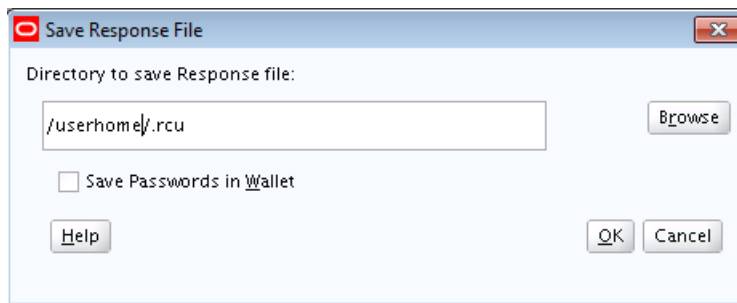 Save Response File
Directory to save Response file:
/userhome/.rcu
Browse
Save Passwords in Wallet
Help
OK
Cancel